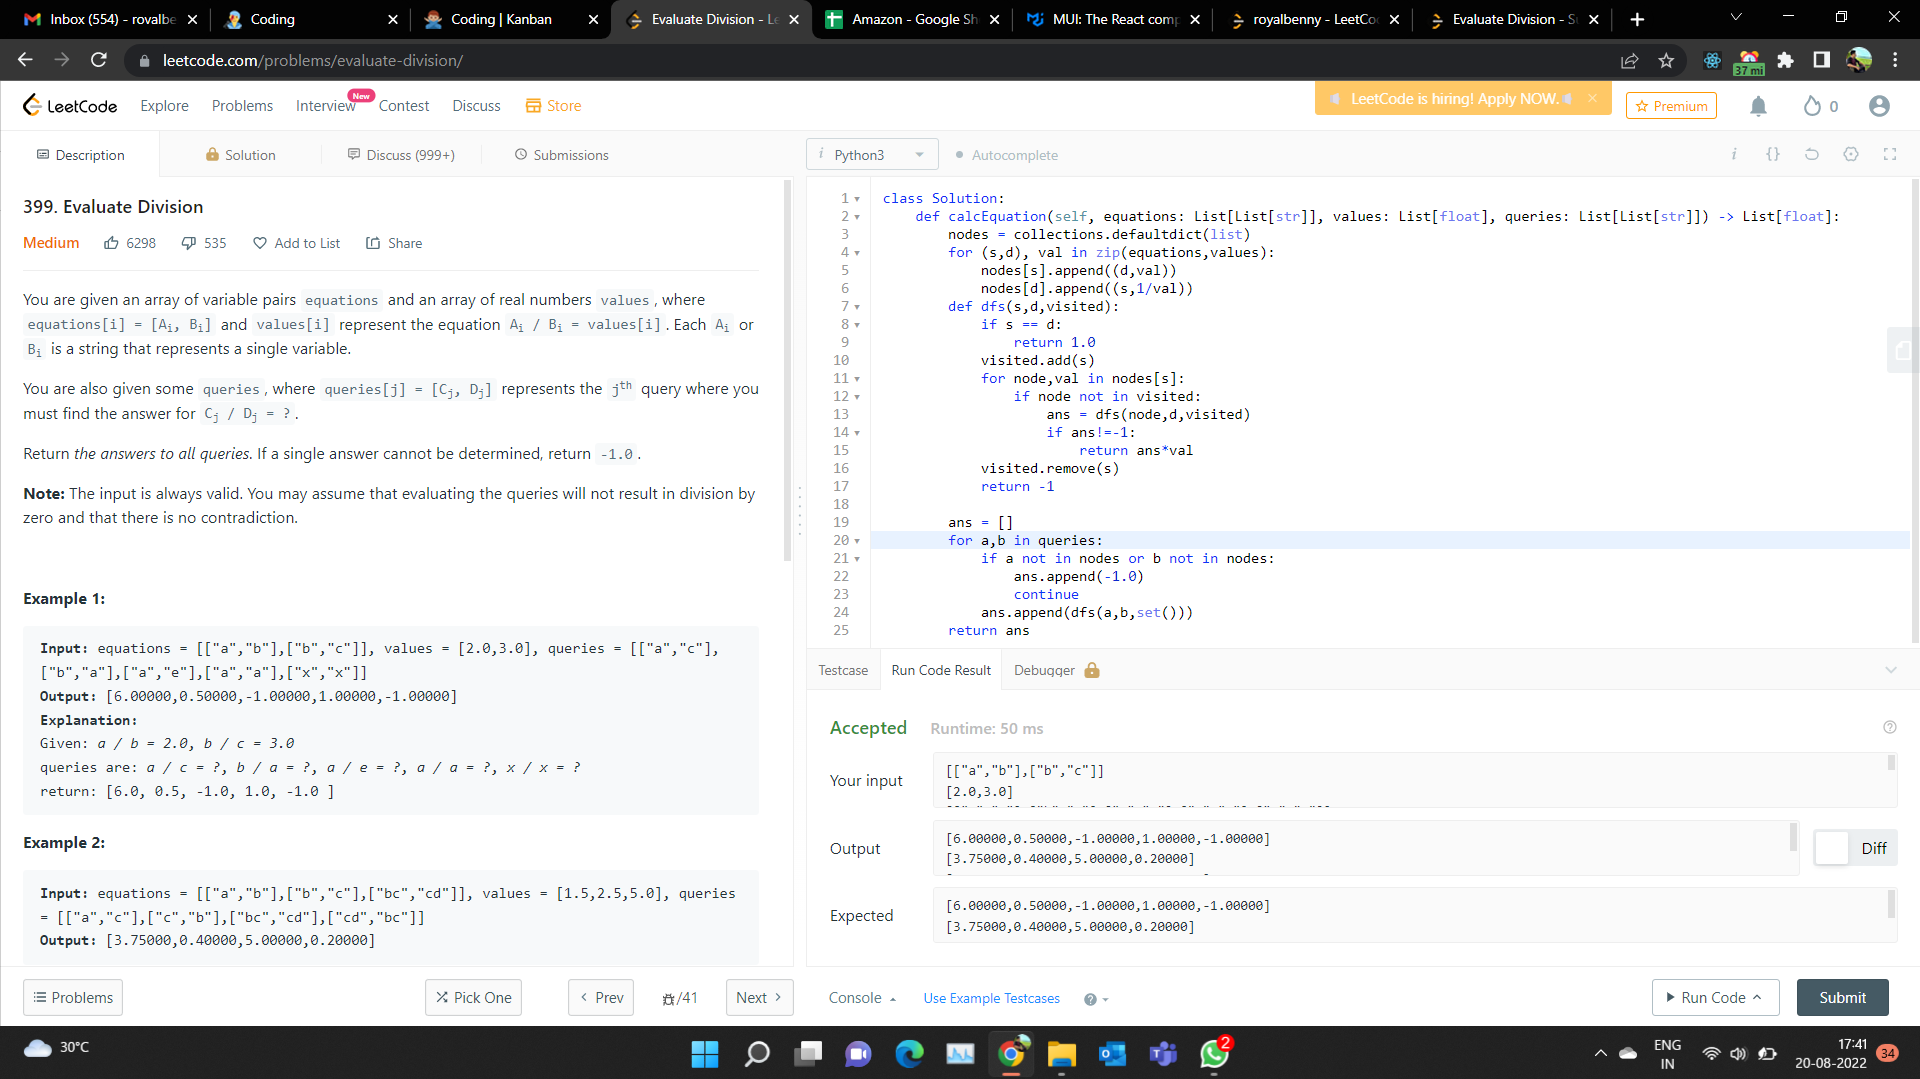 Inbox (554) - rovalbe
Coding
Coding | Kanban
Evaluate Division - Le
Amazon - Google Sh
MUI: The React comp
royalbenny - LeetCo
Evaluate Division - S
leetcode.com/problems/evaluate-division/
37 mi
LeetCode
Explore
Problems
Interview
New
Contest
Discuss
Store
LeetCode is hiring! Apply NOW.
Premium
0
Description
Solution
Discuss (999+)
Submissions
i Python3
Autocomplete
399. Evaluate Division
Medium
6298
535
Add to List
Share
You are given an array of variable pairs equations and an array of real numbers values, where
equations[i] = [Ai, Bi] and values[i] represent the equation Ai / Bi = values[i]. Each Ai or
Bi is a string that represents a single variable.
You are also given some queries, where queries[j] = [Cj, Dj] represents the jth query where you
must find the answer for Cj / Dj = ?.
Return the answers to all queries. If a single answer cannot be determined, return -1.0.
Note: The input is always valid. You may assume that evaluating the queries will not result in division by
zero and that there is no contradiction.
Example 1:
Input: equations = [["a","b"],["b","c"]], values = [2.0,3.0], queries = [["a","c"],
["b","a"],["a","e"],["a","a"],["x","x"]]
Output: [6.00000,0.50000,-1.00000,1.00000,-1.00000]
Explanation:
Given: a / b = 2.0, b / c = 3.0
queries are: a / c = ?, b / a = ?, a / e = ?, a / a = ?, x / x = ?
return: [6.0, 0.5, -1.0, 1.0, -1.0 ]
Example 2:
Input: equations = [["a","b"],["b","c"],["bc","cd"]], values = [1.5,2.5,5.0], queries
= [["a","c"],["c","b"],["bc","cd"],["cd","bc"]]
Output: [3.75000,0.40000,5.00000,0.20000]
1 class Solution:
2     def calcEquation(self, equations: List[List[str]], values: List[float], queries: List[List[str]]) -> List[float]:
3         nodes = collections.defaultdict(list)
4         for (s,d), val in zip(equations,values):
5             nodes[s].append((d,val))
6             nodes[d].append((s,1/val))
7         def dfs(s,d,visited):
8             if s == d:
9                 return 1.0
10             visited.add(s)
11             for node,val in nodes[s]:
12                 if node not in visited:
13                     ans = dfs(node,d,visited)
14                     if ans!=-1:
15                         return ans*val
16             visited.remove(s)
17             return -1
18
19         ans = []
20         for a,b in queries:
21             if a not in nodes or b not in nodes:
22                 ans.append(-1.0)
23                 continue
24             ans.append(dfs(a,b,set()))
25         return ans
Testcase
Run Code Result
Debugger
Accepted
Runtime: 50 ms
Your input
[["a","b"],["b","c"]]
[2.0,3.0]
Output
[6.00000,0.50000,-1.00000,1.00000,-1.00000]
[3.75000,0.40000,5.00000,0.20000]
Diff
Expected
[6.00000,0.50000,-1.00000,1.00000,-1.00000]
[3.75000,0.40000,5.00000,0.20000]
Problems
Pick One
Prev
/41
Next
Console
Use Example Testcases
Run Code
Submit
30°C
2
ENG
IN
17:41
20-08-2022
34